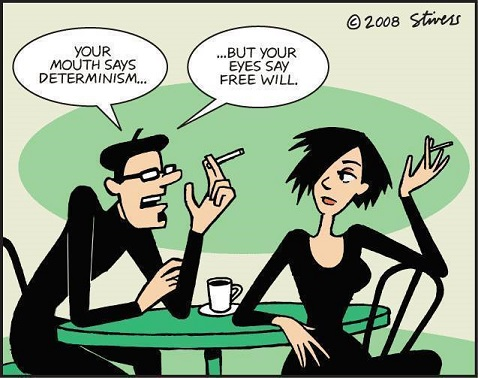 © 2008 Stivers
YOUR
MOUTH SAYS
DETERMINISM...
...BUT YOUR
EYES SAY
FREE WILL.